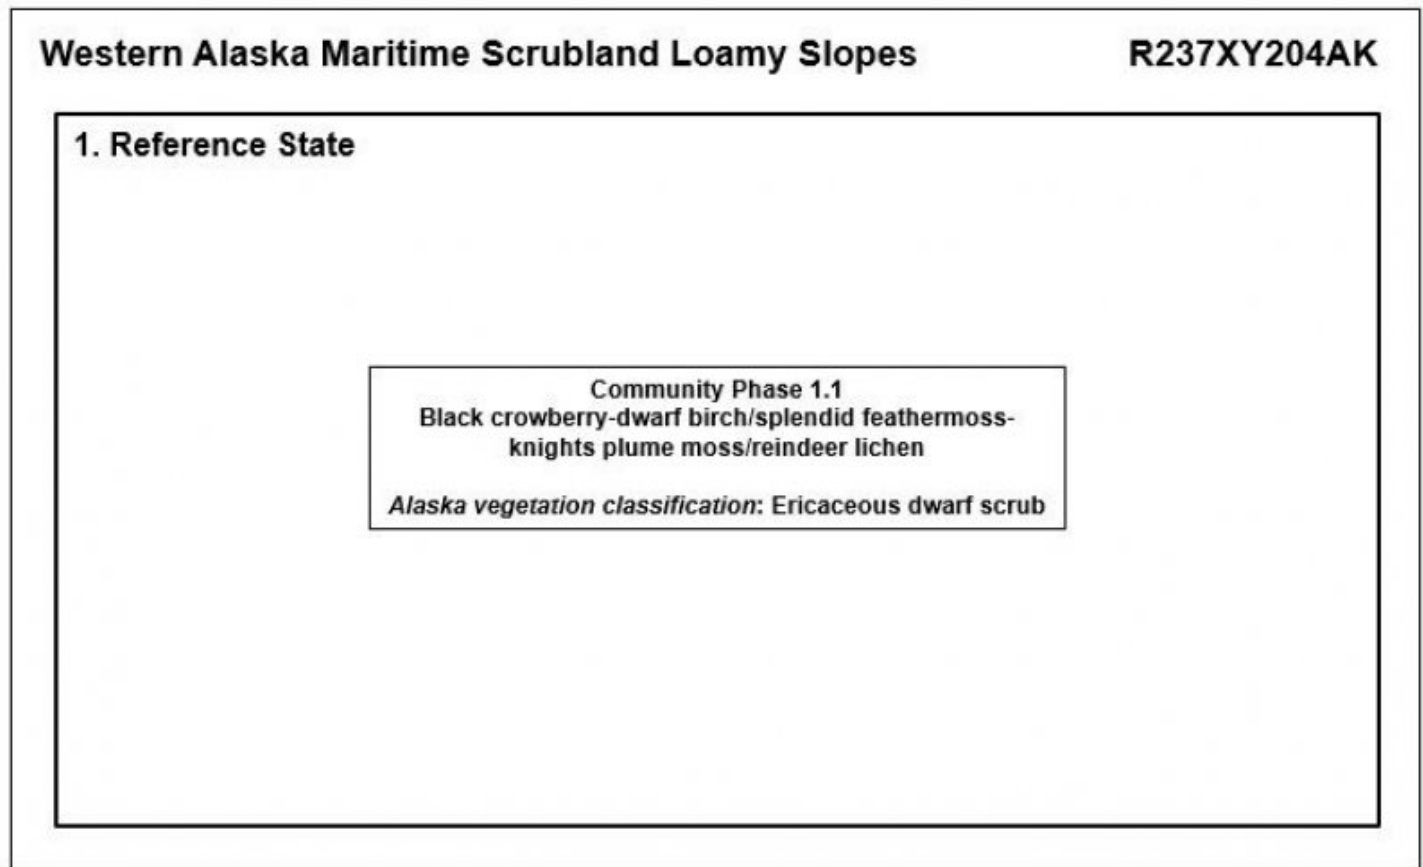 Western Alaska Maritime Scrubland Loamy Slopes R237XY204AK
1. Reference State
Community Phase 1.1
Black crowberry-dwarf birch/splendid feathermoss-
knights plume moss/reindeer lichen
Alaska vegetation classification: Ericaceous dwarf scrub